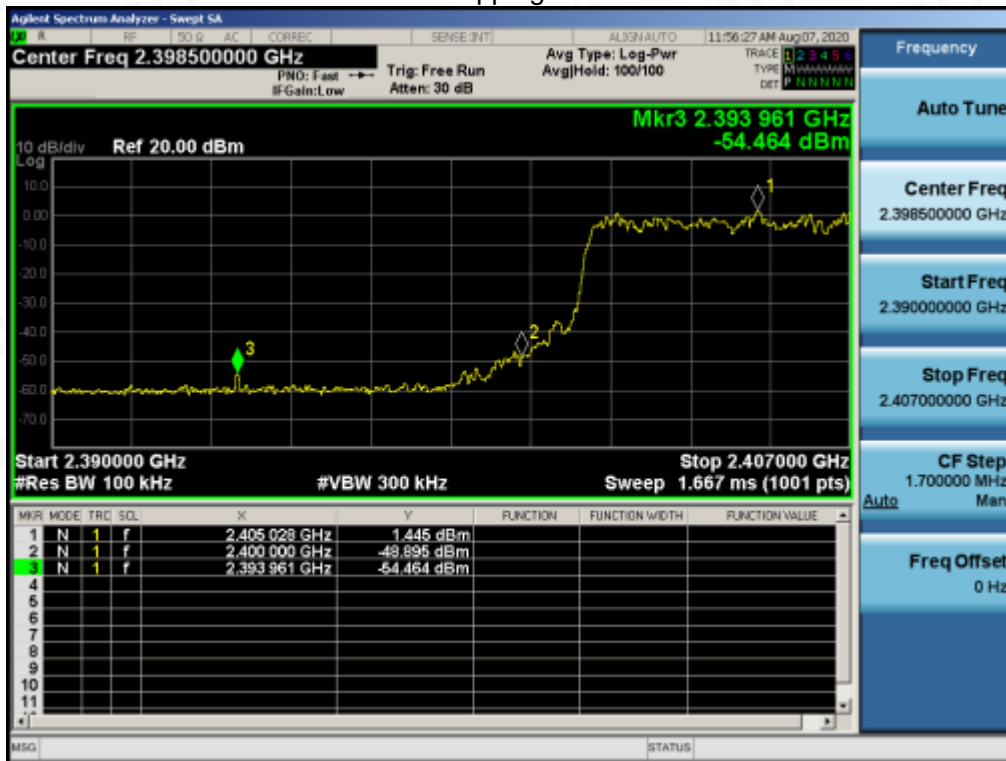 Agilent Spectrum Analyzer - Swept SA
R RF 50 Ω AC CORREC SENSE:INT ALIGNAUTO 11:56:27 AM Aug 07, 2020
Center Freq 2.398500000 GHz
PNO: Fast
IFGain:Low
Trig: Free Run
Atten: 30 dB
Avg Type: Log-Pwr
Avg|Hold: 100/100
TRACE 1 2 3 4 5 6
TYPE M
DET P N N N N N
Mkr3 2.393 961 GHz
-54.464 dBm
10 dB/div Ref 20.00 dBm
Log
10.0
0.00
-10.0
-20.0
-30.0
-40.0
-50.0
-60.0
-70.0
1
2
3
Start 2.390000 GHz Stop 2.407000 GHz
#Res BW 100 kHz #VBW 300 kHz Sweep 1.667 ms (1001 pts)
MKR MODE TRC SCL X Y FUNCTION FUNCTION WIDTH FUNCTION VALUE
1 N 1 f 2.405 028 GHz 1.445 dBm
2 N 1 f 2.400 000 GHz -48.895 dBm
3 N 1 f 2.393 961 GHz -54.464 dBm
4
5
6
7
8
9
10
11
MSG STATUS
Frequency
Auto Tune
Center Freq
2.398500000 GHz
Start Freq
2.390000000 GHz
Stop Freq
2.407000000 GHz
CF Step
1.700000 MHz
Auto Man
Freq Offset
0 Hz